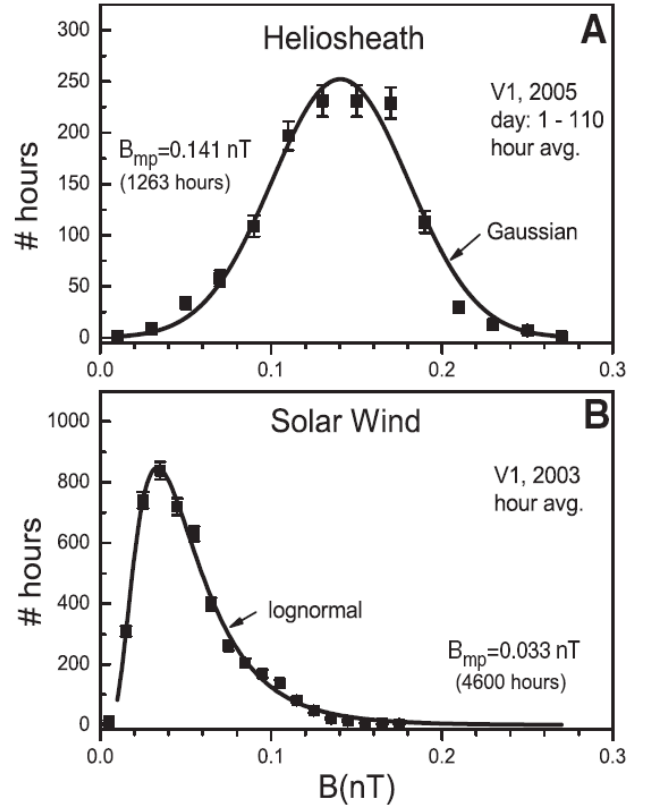 A
Heliosheath
V1, 2005
day: 1 - 110
hour avg.
Bmp=0.141 nT
(1263 hours)
Gaussian
# hours
300
250
200
150
100
50
0
0.0 0.1 0.2 0.3
B
Solar Wind
V1, 2003
hour avg.
lognormal
Bmp=0.033 nT
(4600 hours)
# hours
1000
800
600
400
200
0
0.0 0.1 0.2 0.3
B(nT)